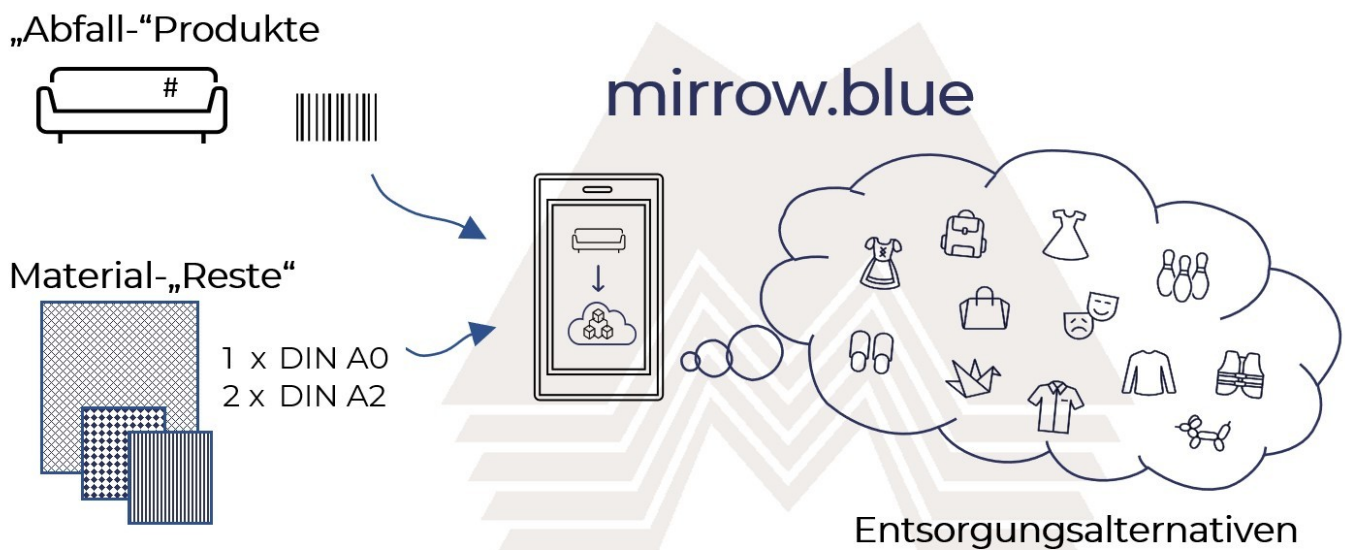 „Abfall-“Produkte
#
mirrow.blue
Material-„Reste“
1 x DIN A0
2 x DIN A2
Entsorgungsalternativen